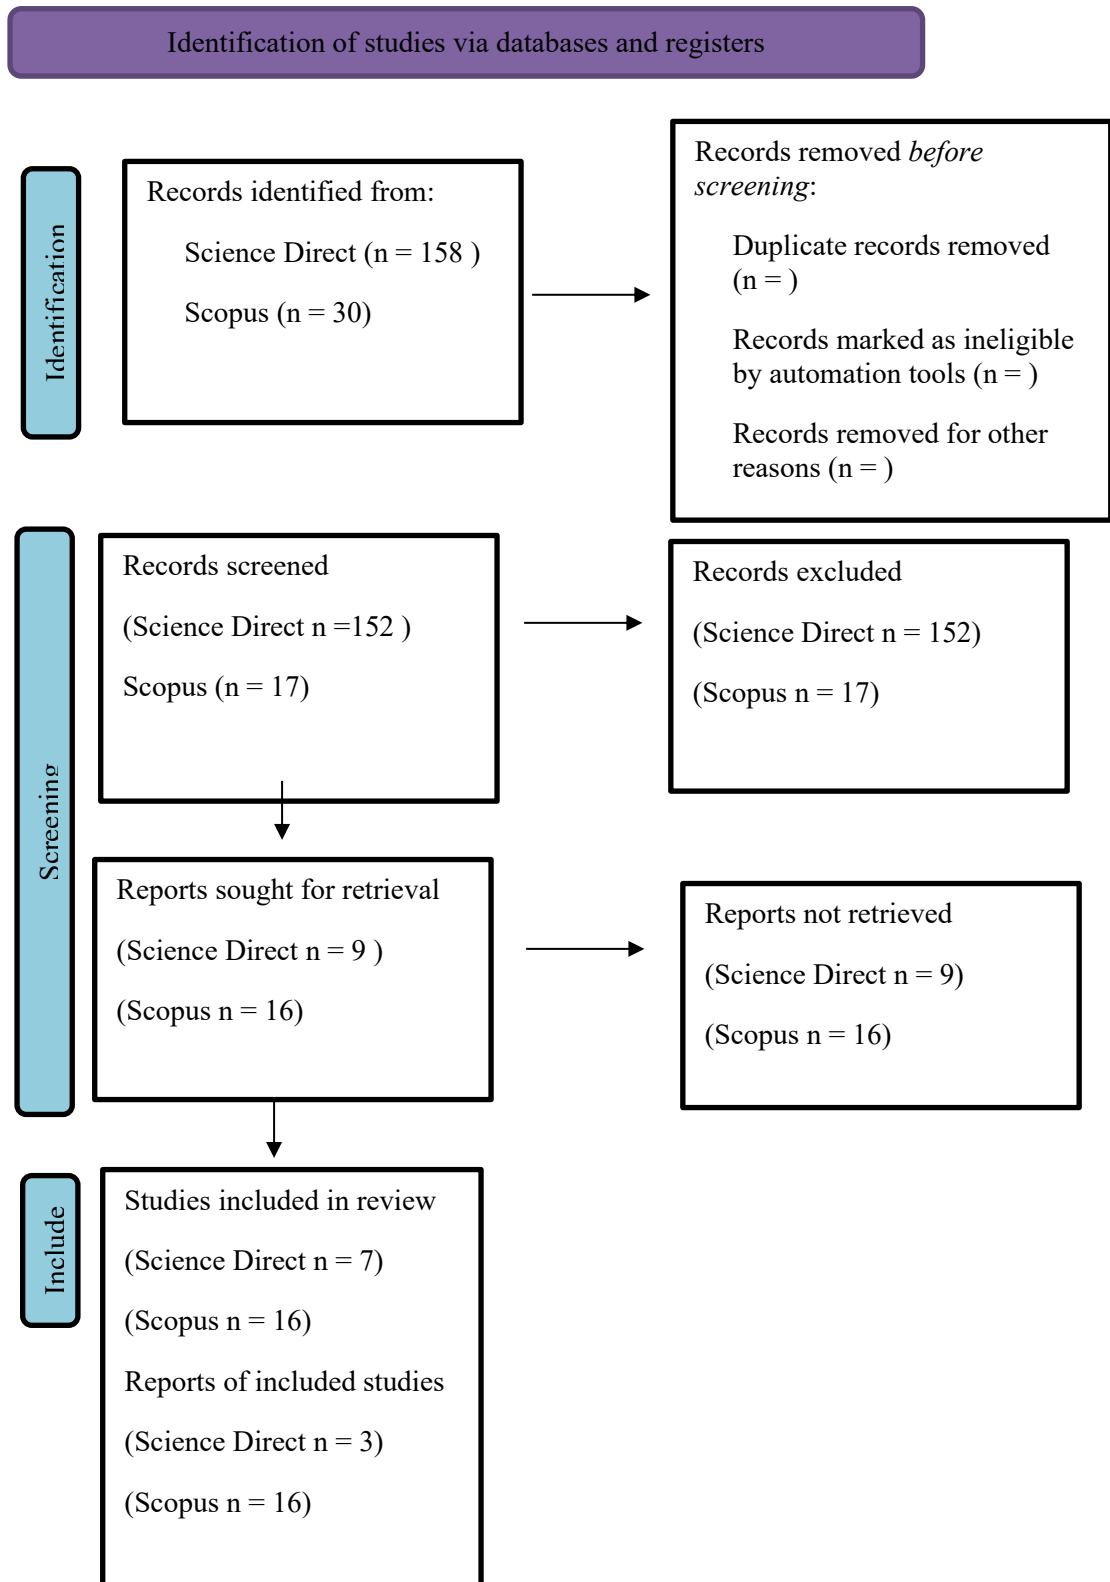 Identification of studies via databases and registers
Identification
Records identified from:
Science Direct (n = 158 )
Scopus (n = 30)
Records removed before
screening:
Duplicate records removed
(n = )
Records marked as ineligible
by automation tools (n = )
Records removed for other
reasons (n = )
Screening
Records screened
(Science Direct n =152 )
Scopus (n = 17)
Records excluded
(Science Direct n = 152)
(Scopus n = 17)
Reports sought for retrieval
(Science Direct n = 9 )
(Scopus n = 16)
Reports not retrieved
(Science Direct n = 9)
(Scopus n = 16)
Include
Studies included in review
(Science Direct n = 7)
(Scopus n = 16)
Reports of included studies
(Science Direct n = 3)
(Scopus n = 16)